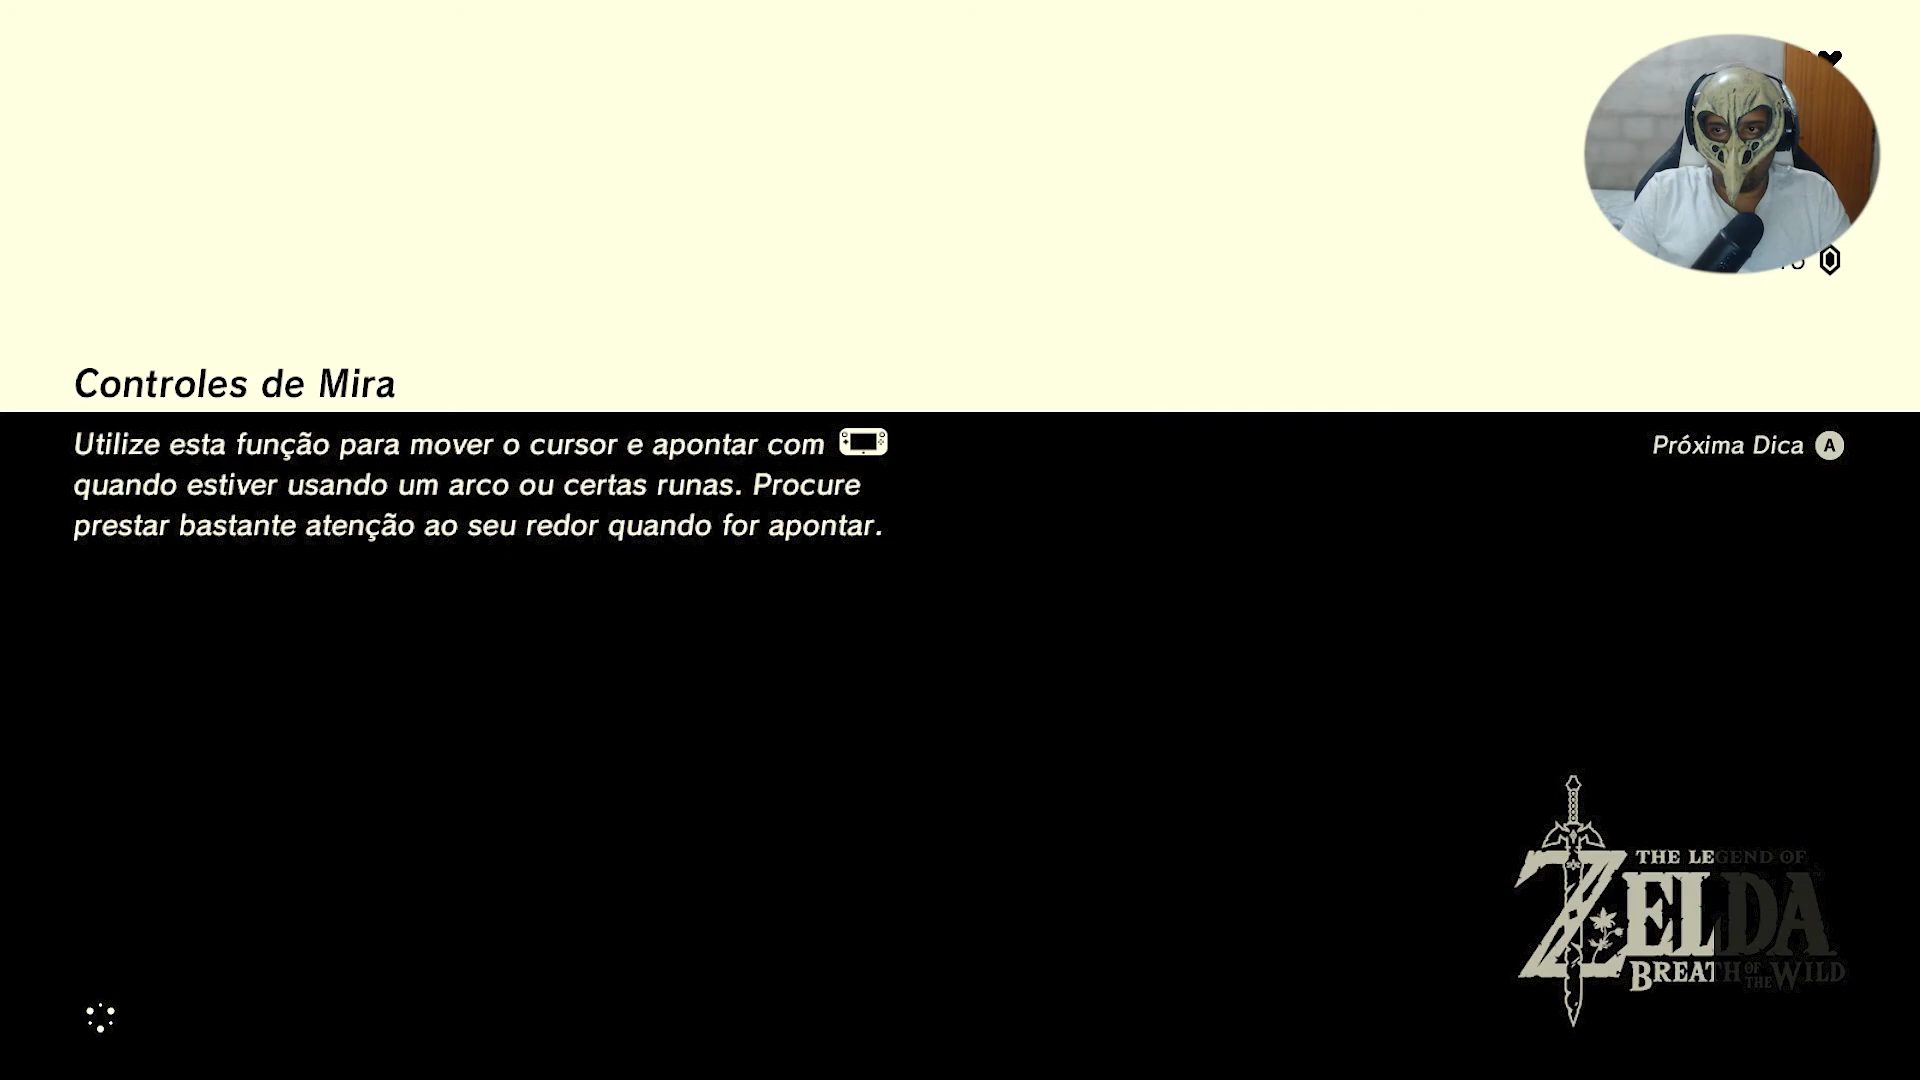 Controles de Mira
Utilize esta função para mover o cursor e apontar com
quando estiver usando um arco ou certas runas. Procure
prestar bastante atenção ao seu redor quando for apontar.
Próxima Dica A
THE LEGEND OF
ZELDA
BREATH OF THE WILD